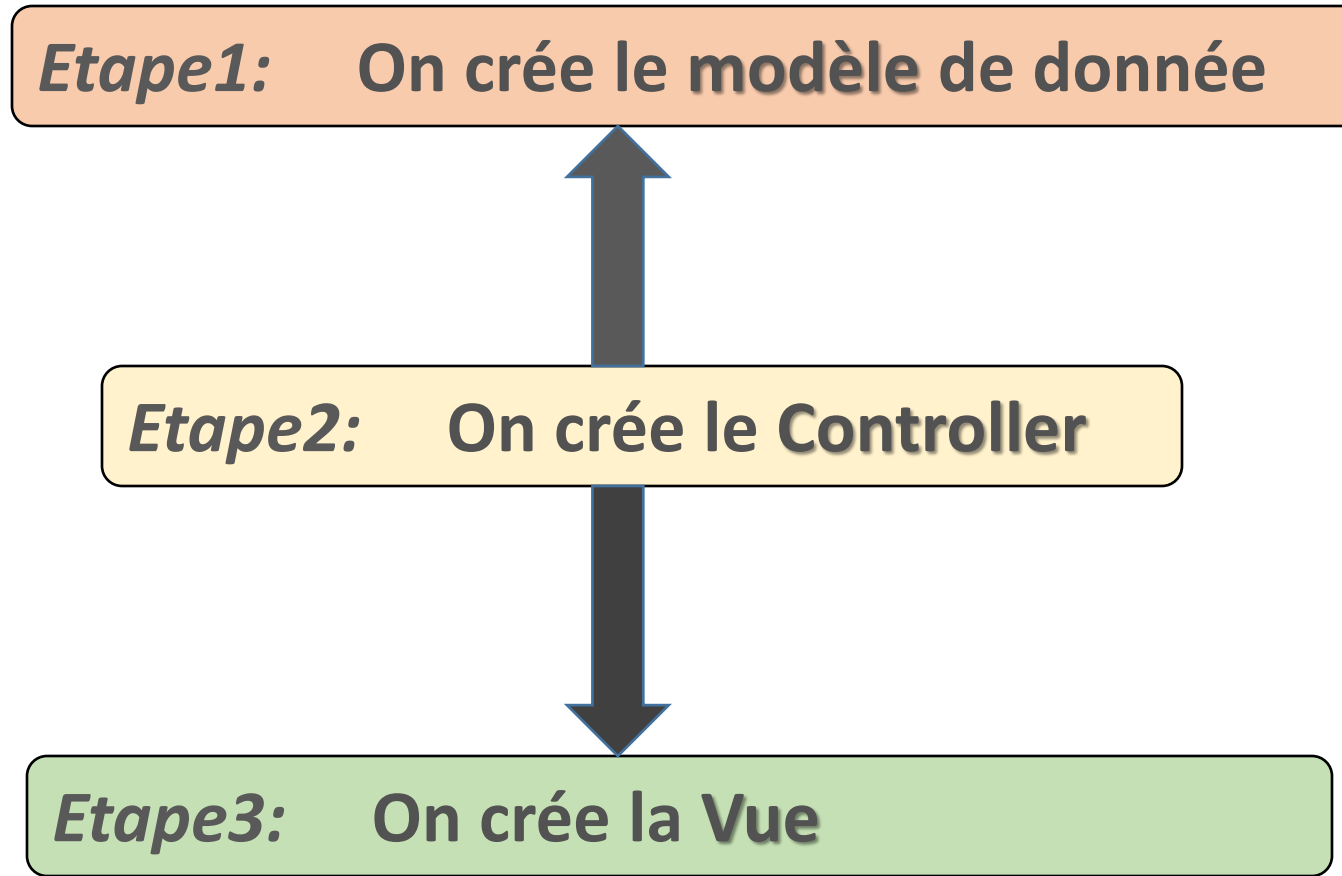 Etape1: On crée le modèle de donnée
Etape2: On crée le Controller
Etape3: On crée la Vue